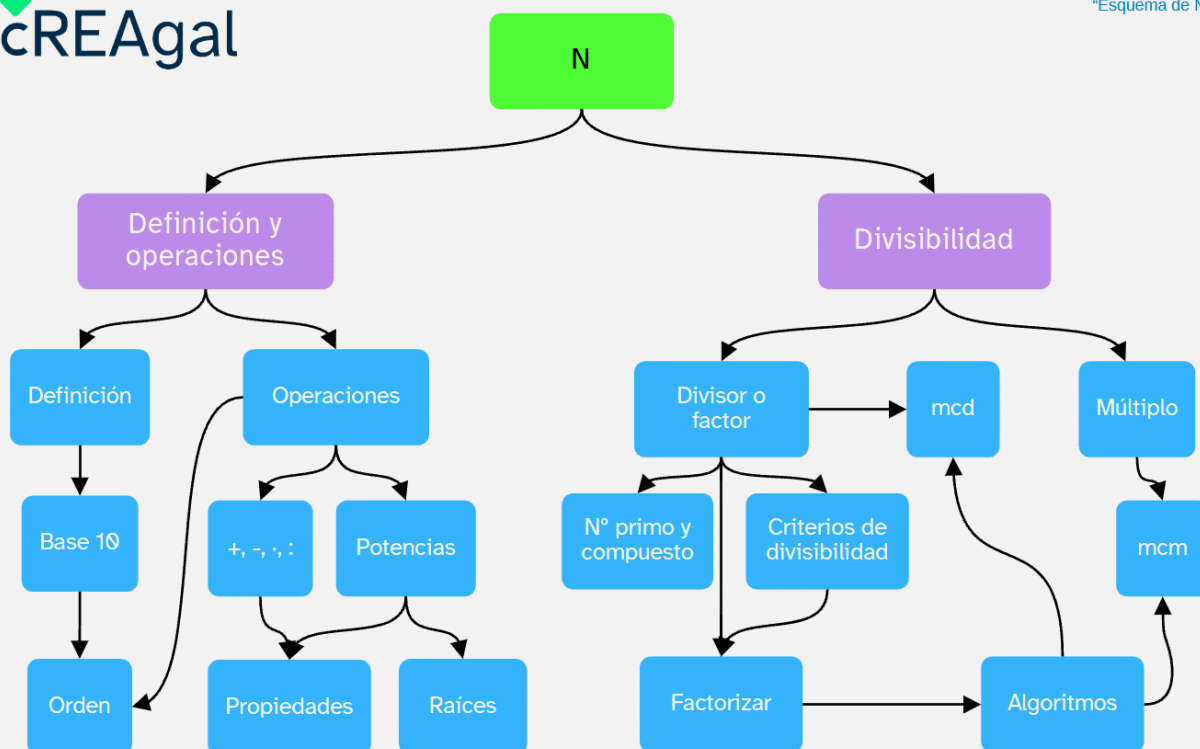 cREAgal
"Esquema de N
N
Definición y
operaciones
Divisibilidad
Definición
Operaciones
Divisor o
factor
mcd
Múltiplo
Base 10
+, -, ·, :
Potencias
Nº primo y
compuesto
Criterios de
divisibilidad
mcm
Orden
Propiedades
Raíces
Factorizar
Algoritmos